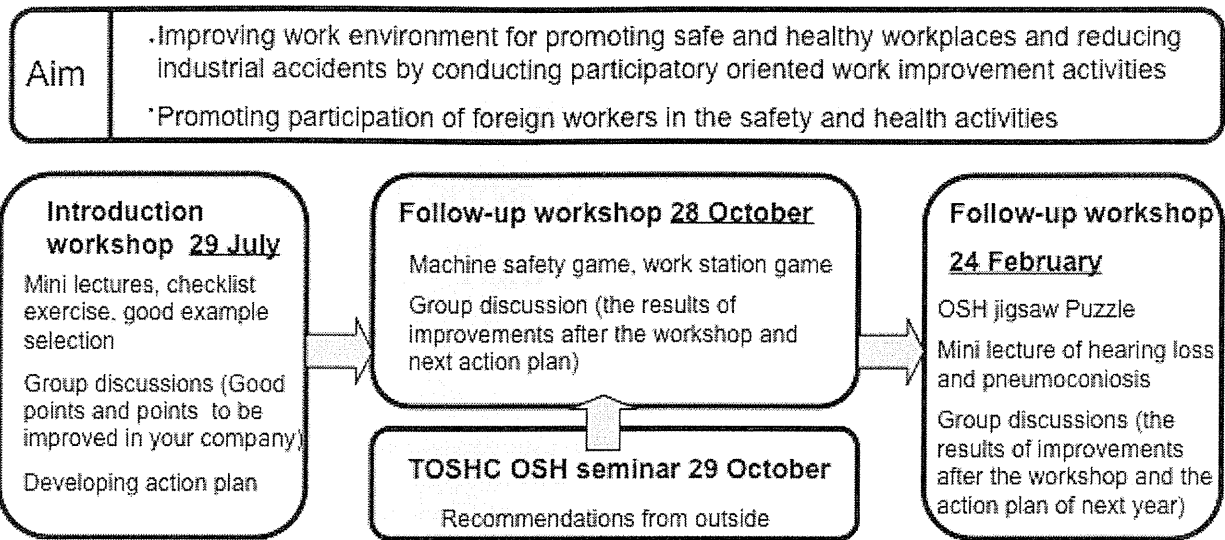 Aim
.Improving work environment for promoting safe and healthy workplaces and reducing
industrial accidents by conducting participatory oriented work improvement activities
·Promoting participation of foreign workers in the safety and health activities
Introduction
workshop 29 July
Mini lectures, checklist
exercise, good example
selection
Group discussions (Good
points and points to be
improved in your company)
Developing action plan
Follow-up workshop 28 October
Machine safety game, work station game
Group discussion (the results of
improvements after the workshop and
next action plan)
TOSHC OSH seminar 29 October
Recommendations from outside
Follow-up workshop
24 February
OSH jigsaw Puzzle
Mini lecture of hearing loss
and pneumoconiosis
Group discussions (the
results of improvements
after the workshop and the
action plan of next year)